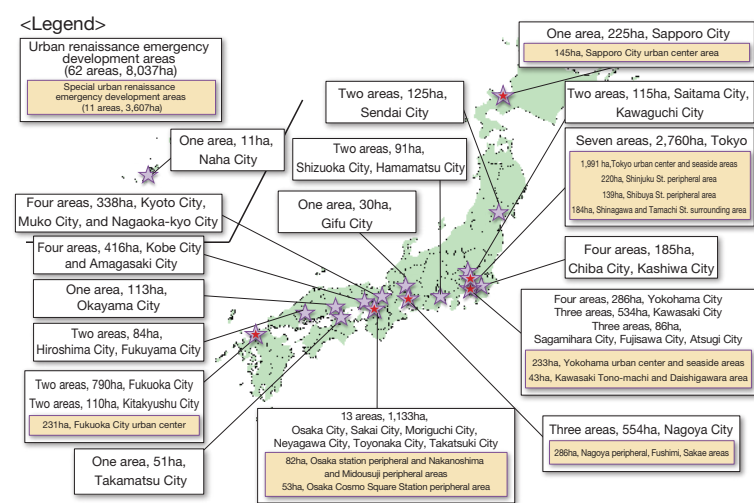 <Legend>
Urban renaissance emergency
development areas
(62 areas, 8,037ha)
Special urban renaissance
emergency development areas
(11 areas, 3,607ha)
One area, 225ha, Sapporo City
145ha, Sapporo City urban center area
Two areas, 125ha,
Sendai City
Two areas, 115ha, Saitama City,
Kawaguchi City
One area, 11ha,
Naha City
Two areas, 91ha,
Shizuoka City, Hamamatsu City
Seven areas, 2,760ha, Tokyo
1,991 ha,Tokyo urban center and seaside areas
220ha, Shinjuku St. peripheral area
139ha, Shibuya St. peripheral area
184ha, Shinagawa and Tamachi St. surrounding area
Four areas, 338ha, Kyoto City,
Muko City, and Nagaoka-kyo City
One area, 30ha,
Gifu City
Four areas, 416ha, Kobe City
and Amagasaki City
Four areas, 185ha,
Chiba City, Kashiwa City
One area, 113ha,
Okayama City
Four areas, 286ha, Yokohama City
Three areas, 534ha, Kawasaki City
Three areas, 86ha,
Sagamihara City, Fujisawa City, Atsugi City
233ha, Yokohama urban center and seaside areas
43ha, Kawasaki Tono-machi and Daishigawara area
Two areas, 84ha,
Hiroshima City, Fukuyama City
Two areas, 790ha, Fukuoka City
Two areas, 110ha, Kitakyushu City
231ha, Fukuoka City urban center
13 areas, 1,133ha,
Osaka City, Sakai City, Moriguchi City,
Neyagawa City, Toyonaka City, Takatsuki City
82ha, Osaka station peripheral and Nakanoshima
and Midousuji peripheral areas
53ha, Osaka Cosmo Square Station peripheral area
Three areas, 554ha, Nagoya City
286ha, Nagoya peripheral, Fushimi, Sakae areas
One area, 51ha,
Takamatsu City